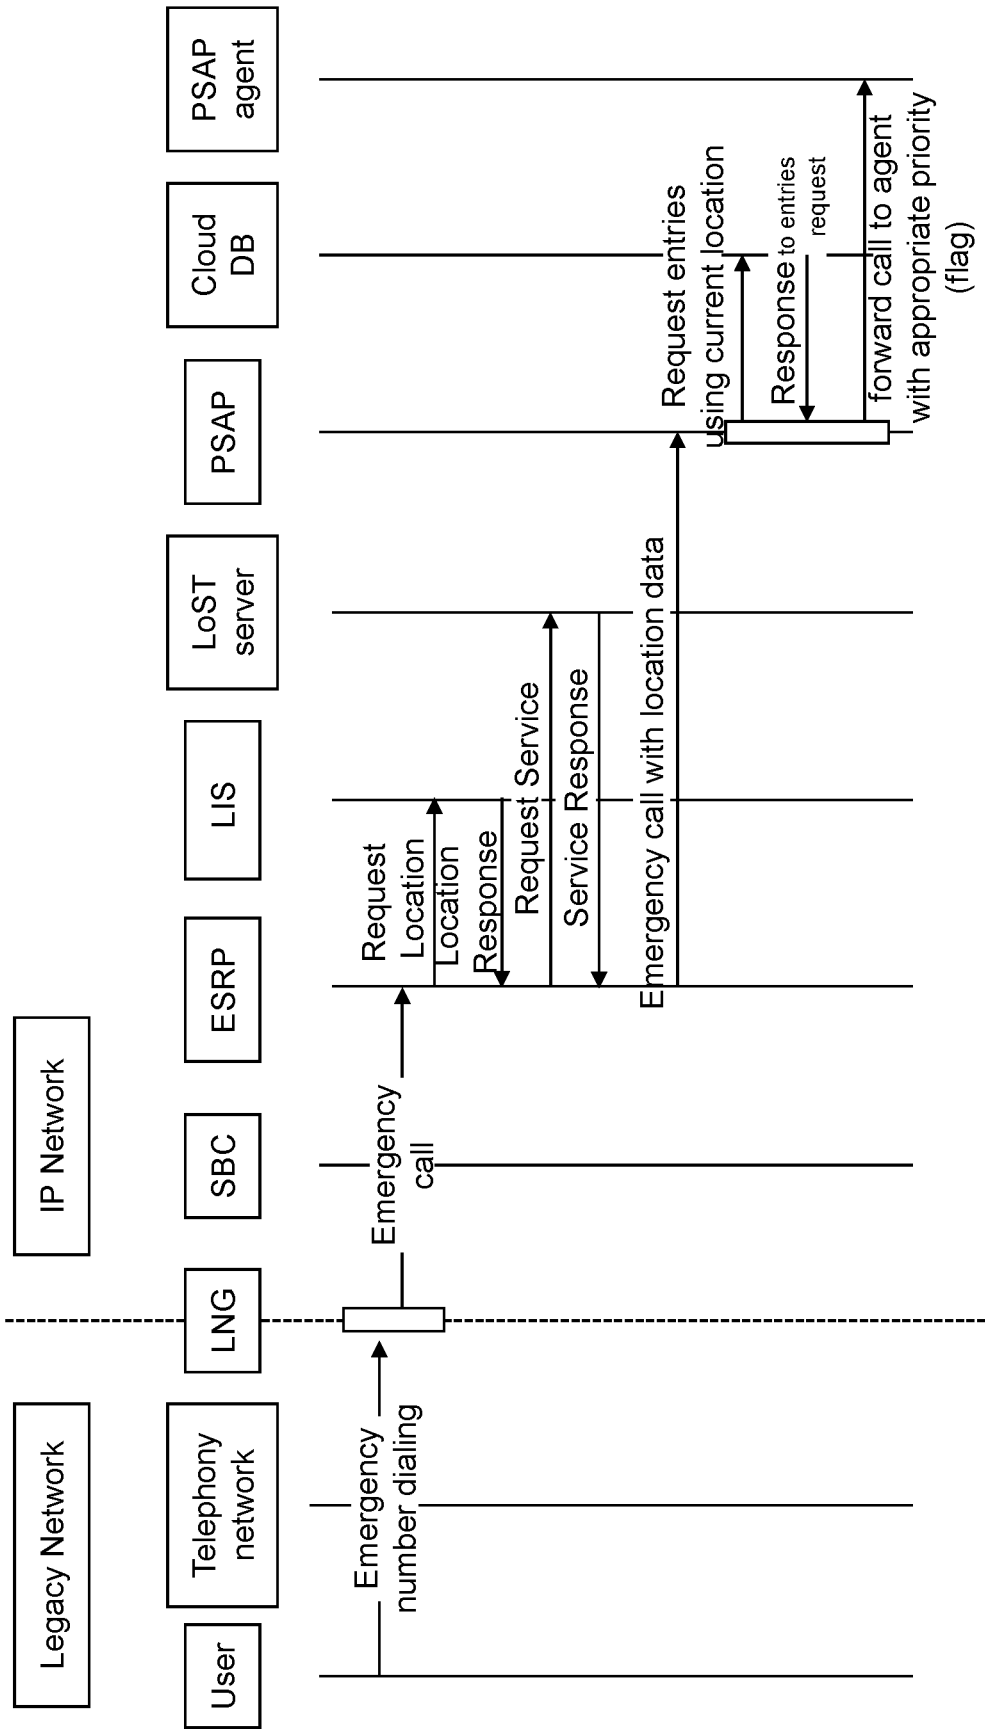 Legacy Network
IP Network
User
Telephony
network
LNG
SBC
ESRP
LIS
LoST
server
PSAP
Cloud
DB
PSAP
agent
Emergency
number dialing
Emergency
call
Request
Location
Location
Response
Request Service
Service Response
Emergency call with location data
Request entries
using current location
Response to entries
request
forward call to agent
with appropriate priority
(flag)